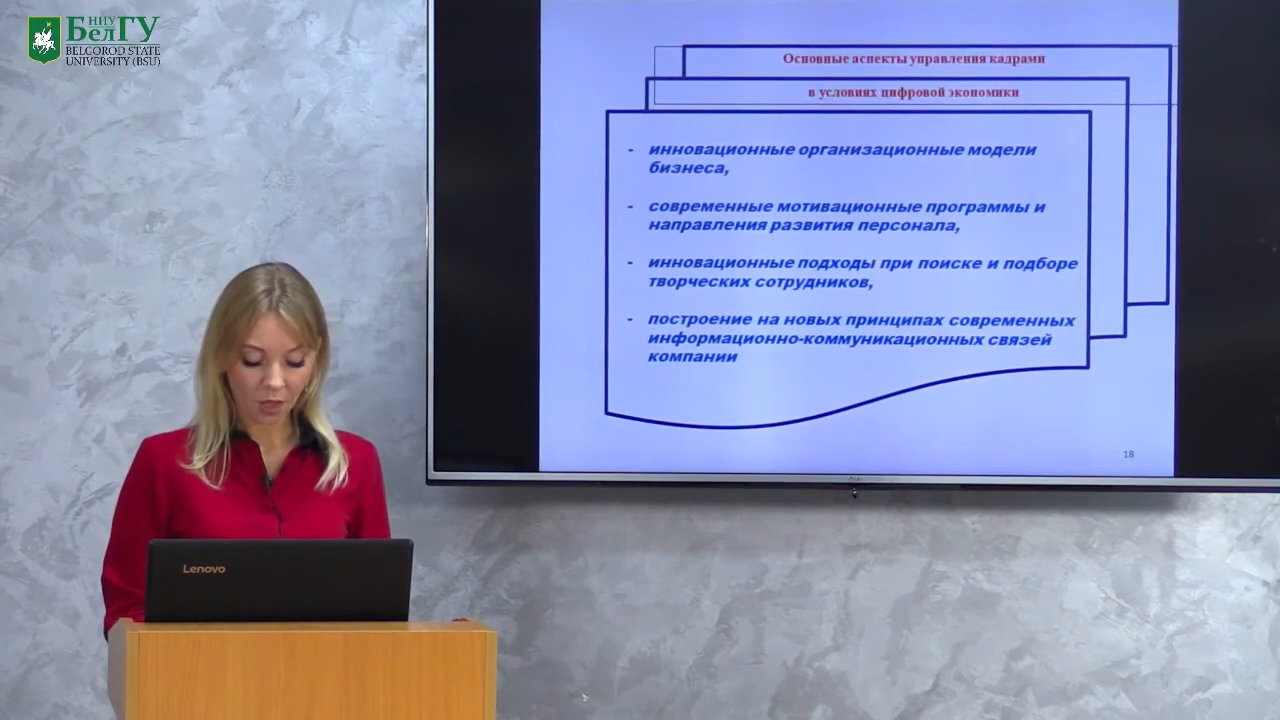 НИУ
БелГУ
BELGOROD STATE
UNIVERSITY (BSU)
Основные аспекты управления кадрами
в условиях цифровой экономики
- инновационные организационные модели
бизнеса,
- современные мотивационные программы и
направления развития персонала,
- инновационные подходы при поиске и подборе
творческих сотрудников,
- построение на новых принципах современных
информационно-коммуникационных связей
компании
18
Lenovo